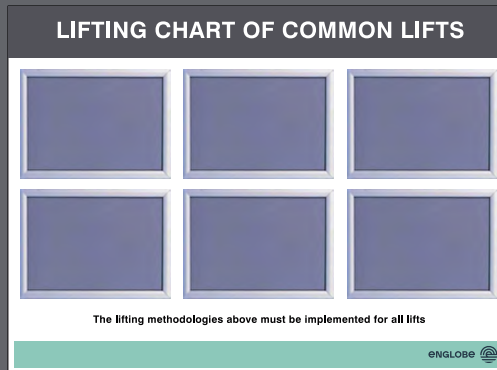 LIFTING CHART OF COMMON LIFTS
The lifting methodologies above must be implemented for all lifts
ENGLOBE